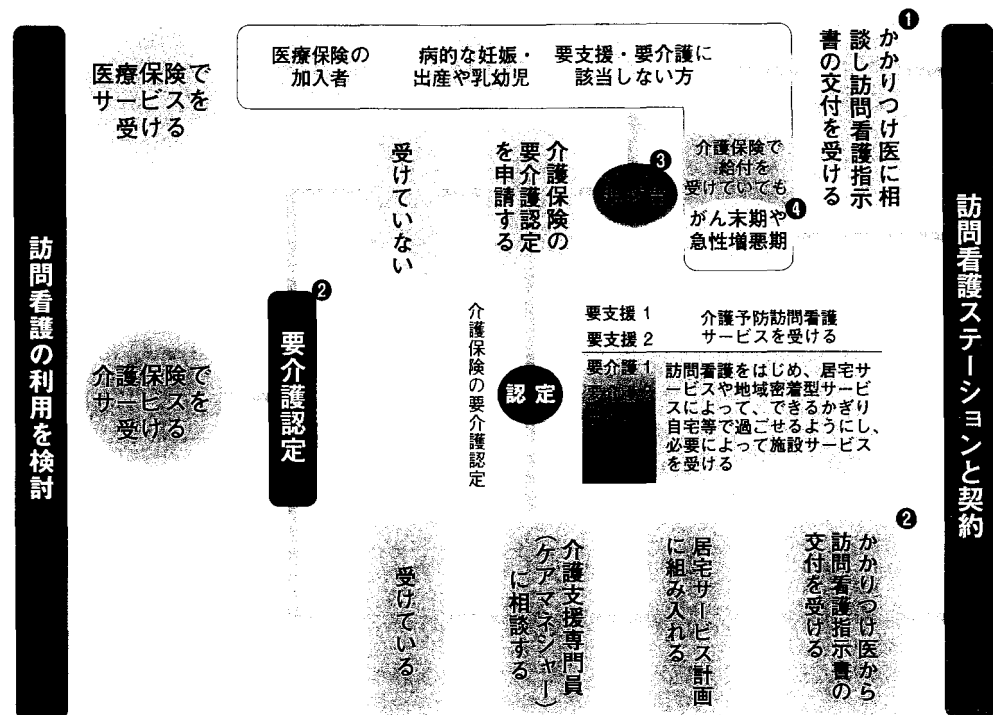 訪問看護の利用を検討
医療保険で
サービスを
受ける
医療保険の
加入者
病的な妊娠・
出産や乳幼児
要支援・要介護に
該当しない方
❶
かかりつけ医に相
談し訪問看護指示
書の交付を受ける
受けていない
介護保険の
要介護認定
を申請する
❸
介護保険で
給付を
受けていても
❹
がん末期や
急性増悪期
介護保険で
サービスを
受ける
❷
要介護認定
介護保険の要介護認定
認定
要支援 1
要支援 2
介護予防訪問看護
サービスを受ける
要介護 1
訪問看護をはじめ、居宅サ
ービスや地域密着型サービ
スによって、できるかぎり
自宅等で過ごせるようにし、
必要によって施設サービス
を受ける
受けている
介護支援専門員
(ケアマネジャー)
に相談する
居宅サービス計画
に組み入れる
❷
かかりつけ医から
訪問看護指示書の
交付を受ける
訪問看護ステーションと契約